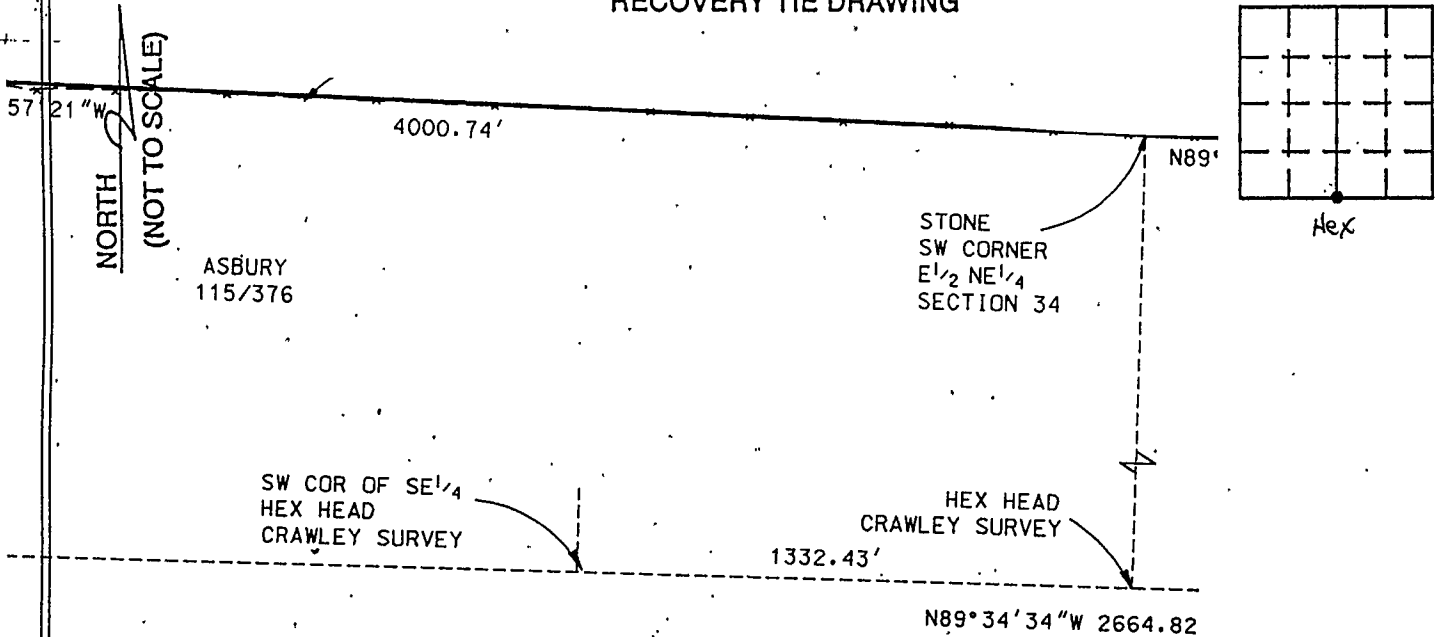 RECOVERY TIE DRAWING
NORTH
(NOT TO SCALE)
57'21"W
4000.74'
N89°
Hex
STONE
SW CORNER
E1/2 NE1/4
SECTION 34
ASBURY
115/376
SW COR OF SE1/4
HEX HEAD
CRAWLEY SURVEY
HEX HEAD
CRAWLEY SURVEY
1332.43'
N89°34'34"W 2664.82